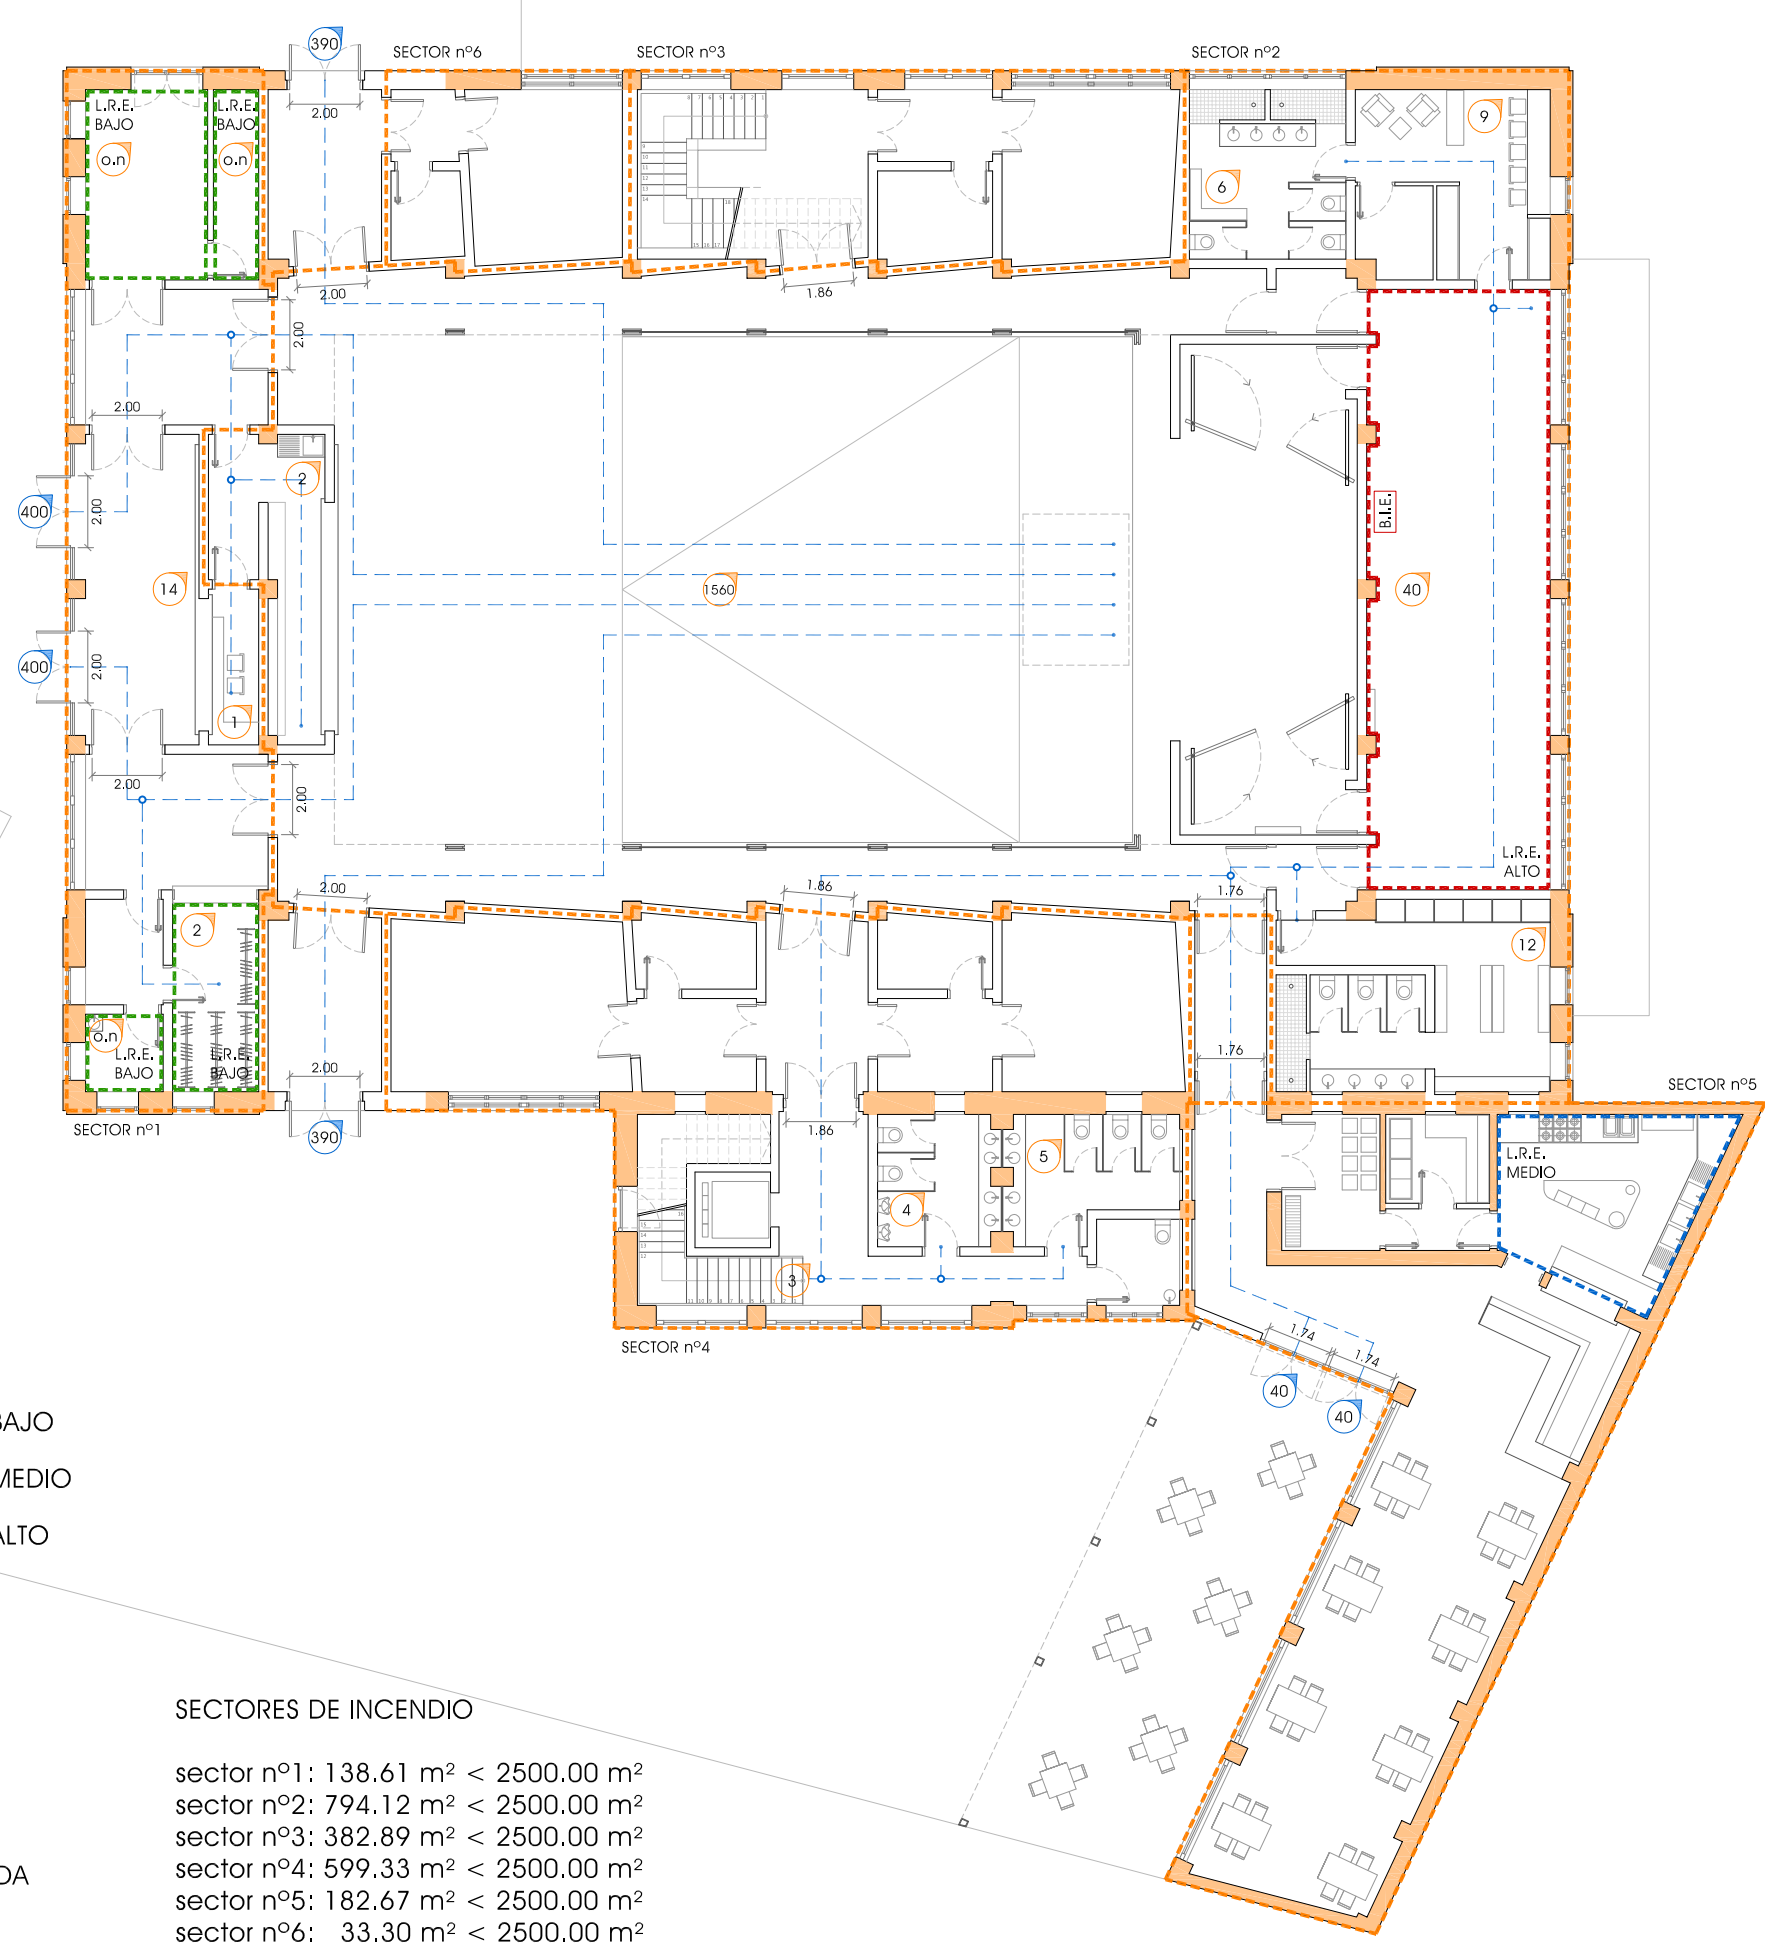 390
SECTOR nº6
SECTOR nº3
SECTOR nº2
L.R.E.
BAJO
L.R.E.
BAJO
2.00
o.n
o.n
9
6
2.00
1.86
2.00
2.00
2
400
2.00
B.I.E.
14
1560
40
400
2.00
1
2.00
2.00
L.R.E.
ALTO
2.00
1.86
1.76
2
12
o.n
L.R.E.
BAJO
L.R.E.
BAJO
2.00
1.76
SECTOR nº5
SECTOR nº1
390
1.86
5
L.R.E.
MEDIO
4
3
SECTOR nº4
1.74
1.74
40
40
BAJO
MEDIO
ALTO
SECTORES DE INCENDIO
sector nº1: 138.61 m² < 2500.00 m²
sector nº2: 794.12 m² < 2500.00 m²
sector nº3: 382.89 m² < 2500.00 m²
sector nº4: 599.33 m² < 2500.00 m²
DA
sector nº5: 182.67 m² < 2500.00 m²
sector nº6: 33.30 m² < 2500.00 m²